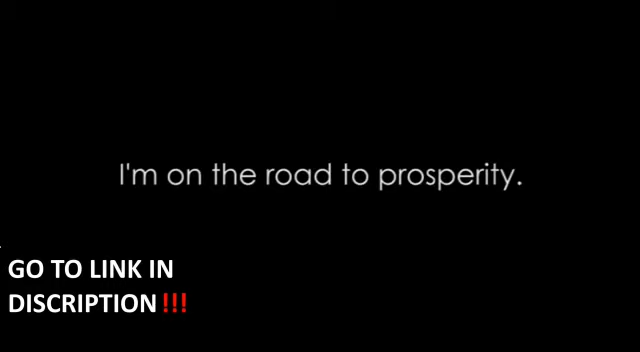 I'm on the road to prosperity.
GO TO LINK IN
DISCRIPTION !!!